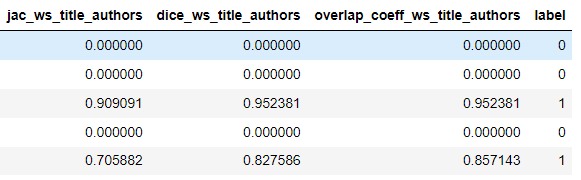 jac_ws_title_authors dice_ws_title_authors overlap_coeff_ws_title_authors label
0.000000 0.000000 0.000000 0
0.000000 0.000000 0.000000 0
0.909091 0.952381 0.952381 1
0.000000 0.000000 0.000000 0
0.705882 0.827586 0.857143 1